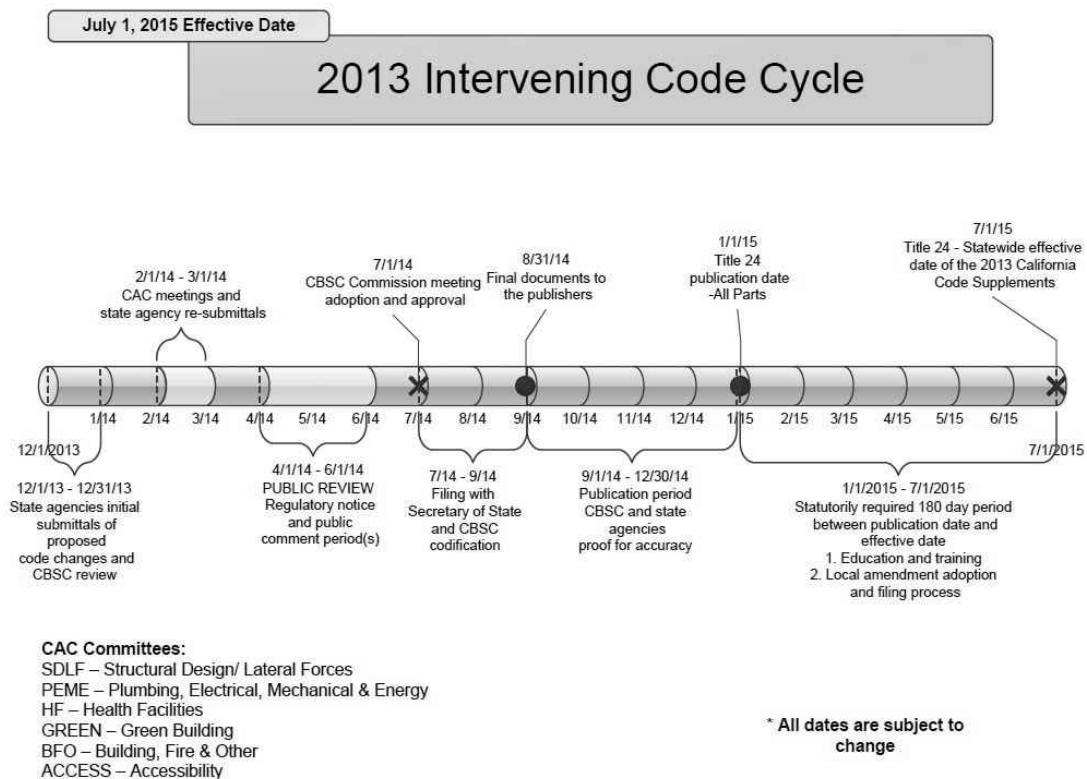 July 1, 2015 Effective Date
2013 Intervening Code Cycle
2/1/14 - 3/1/14
CAC meetings and
state agency re-submittals
7/1/14
CBSC Commission meeting
adoption and approval
8/31/14
Final documents to
the publishers
1/1/15
Title 24
publication date
-All Parts
7/1/15
Title 24 - Statewide effective
date of the 2013 California
Code Supplements
12/1/2013
1/14
2/14
3/14
4/14
5/14
6/14
7/14
8/14
9/14
10/14
11/14
12/14
1/15
2/15
3/15
4/15
5/15
6/15
7/1/2015
12/1/13 - 12/31/13
State agencies initial
submittals of
proposed
code changes and
CBSC review
4/1/14 - 6/1/14
PUBLIC REVIEW
Regulatory notice
and public
comment period(s)
7/14 - 9/14
Filing with
Secretary of State
and CBSC
codification
9/1/14 - 12/30/14
Publication period
CBSC and state
agencies
proof for accuracy
1/1/2015 - 7/1/2015
Statutorily required 180 day period
between publication date and
effective date
1. Education and training
2. Local amendment adoption
and filing process
CAC Committees:
SDLF – Structural Design/ Lateral Forces
PEME – Plumbing, Electrical, Mechanical & Energy
HF – Health Facilities
GREEN – Green Building
BFO – Building, Fire & Other
ACCESS – Accessibility
* All dates are subject to
change